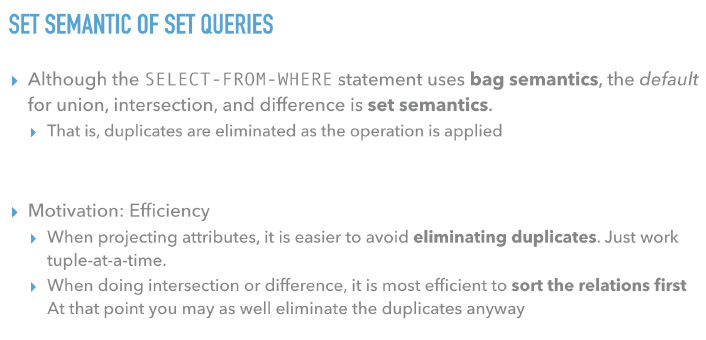 SET SEMANTIC OF SET QUERIES
▸ Although the SELECT-FROM-WHERE statement uses bag semantics, the default
for union, intersection, and difference is set semantics.
▸ That is, duplicates are eliminated as the operation is applied
▸ Motivation: Efficiency
▸ When projecting attributes, it is easier to avoid eliminating duplicates. Just work
tuple-at-a-time.
▸ When doing intersection or difference, it is most efficient to sort the relations first
At that point you may as well eliminate the duplicates anyway